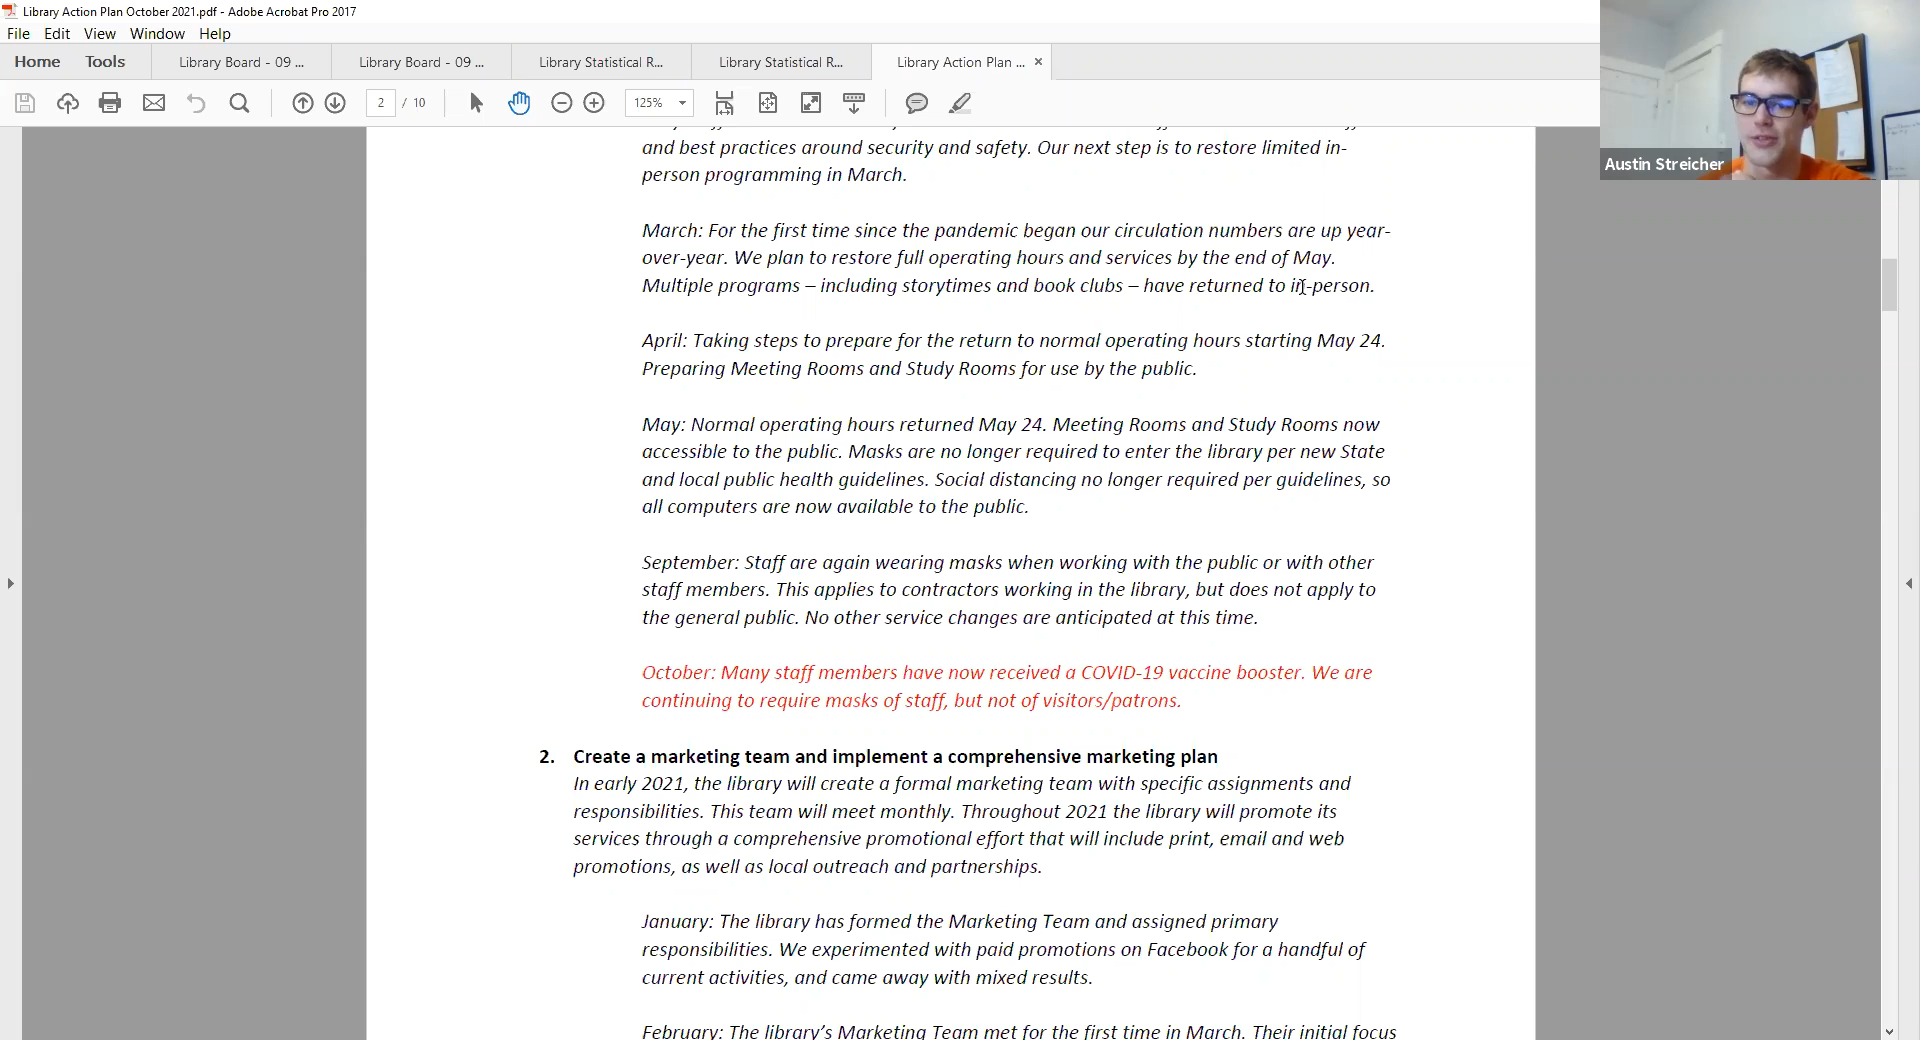 Library Action Plan October 2021.pdf - Adobe Acrobat Pro 2017
File Edit View Window Help
Home Tools Library Board - 09 ... Library Board - 09 ... Library Statistical R... Library Statistical R... Library Action Plan ... ×
2 / 10 125%
Austin Streicher
and best practices around security and safety. Our next step is to restore limited in-
person programming in March.
March: For the first time since the pandemic began our circulation numbers are up year-
over-year. We plan to restore full operating hours and services by the end of May.
Multiple programs – including storytimes and book clubs – have returned to in-person.
April: Taking steps to prepare for the return to normal operating hours starting May 24.
Preparing Meeting Rooms and Study Rooms for use by the public.
May: Normal operating hours returned May 24. Meeting Rooms and Study Rooms now
accessible to the public. Masks are no longer required to enter the library per new State
and local public health guidelines. Social distancing no longer required per guidelines, so
all computers are now available to the public.
September: Staff are again wearing masks when working with the public or with other
staff members. This applies to contractors working in the library, but does not apply to
the general public. No other service changes are anticipated at this time.
October: Many staff members have now received a COVID-19 vaccine booster. We are
continuing to require masks of staff, but not of visitors/patrons.
2. Create a marketing team and implement a comprehensive marketing plan
In early 2021, the library will create a formal marketing team with specific assignments and
responsibilities. This team will meet monthly. Throughout 2021 the library will promote its
services through a comprehensive promotional effort that will include print, email and web
promotions, as well as local outreach and partnerships.
January: The library has formed the Marketing Team and assigned primary
responsibilities. We experimented with paid promotions on Facebook for a handful of
current activities, and came away with mixed results.
February: The library's Marketing Team met for the first time in March. Their initial focus